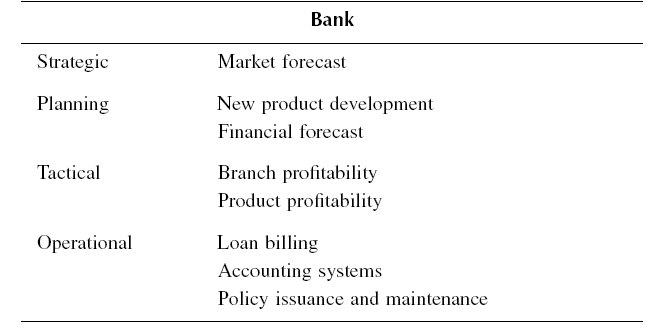 Bank
Strategic Market forecast
Planning New product development
Financial forecast
Tactical Branch profitability
Product profitability
Operational Loan billing
Accounting systems
Policy issuance and maintenance